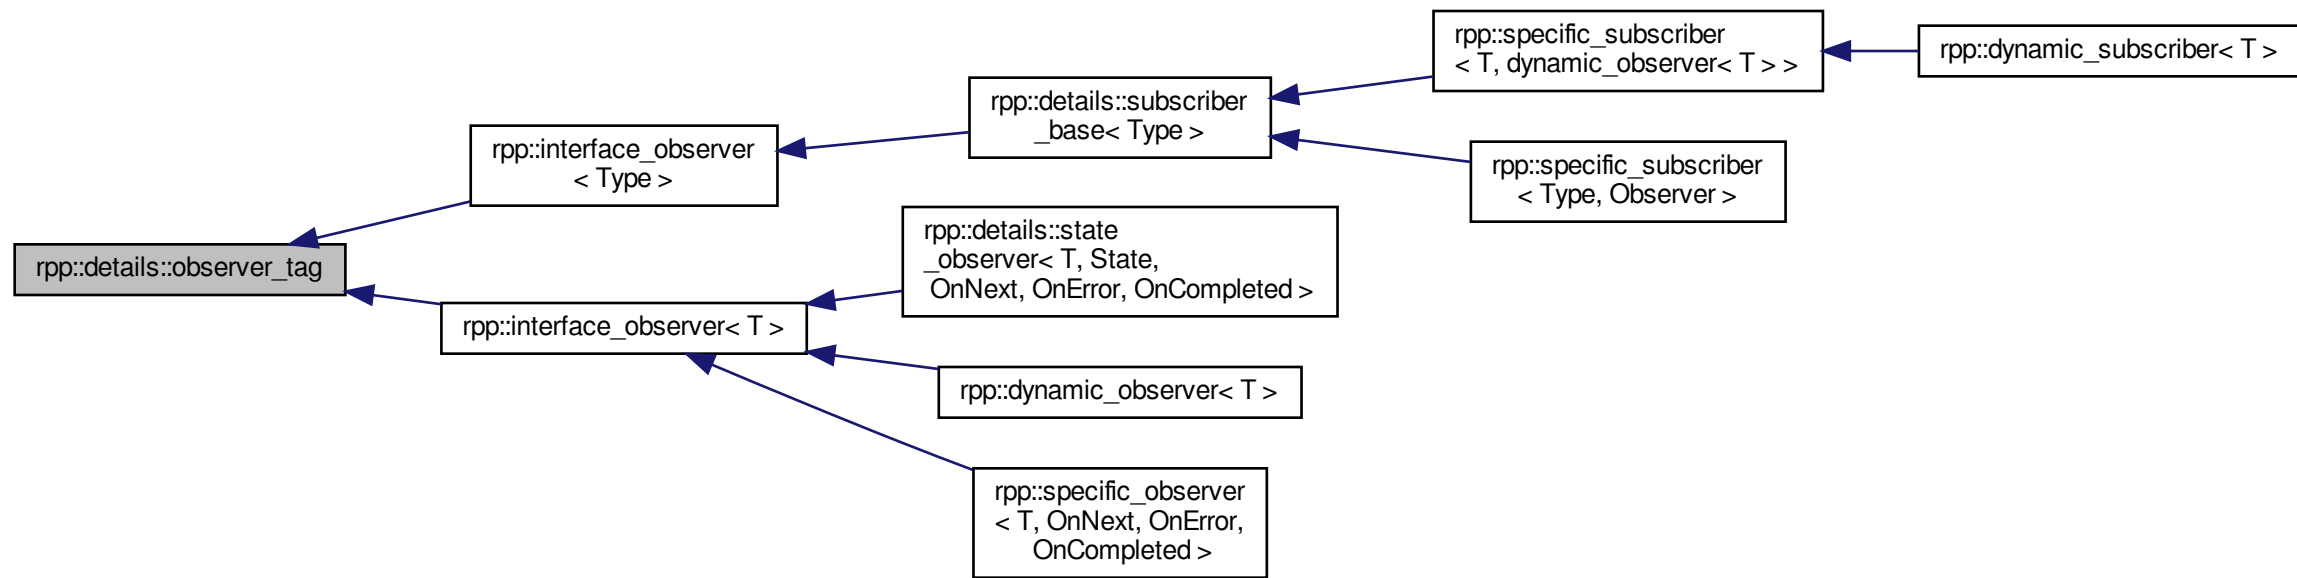 rpp::details::observer_tag
rpp::interface_observer
< Type >
rpp::details::subscriber
_base< Type >
rpp::specific_subscriber
< T, dynamic_observer< T > >
rpp::dynamic_subscriber< T >
rpp::specific_subscriber
< Type, Observer >
rpp::interface_observer< T >
rpp::details::state
_observer< T, State,
OnNext, OnError, OnCompleted >
rpp::dynamic_observer< T >
rpp::specific_observer
< T, OnNext, OnError,
OnCompleted >